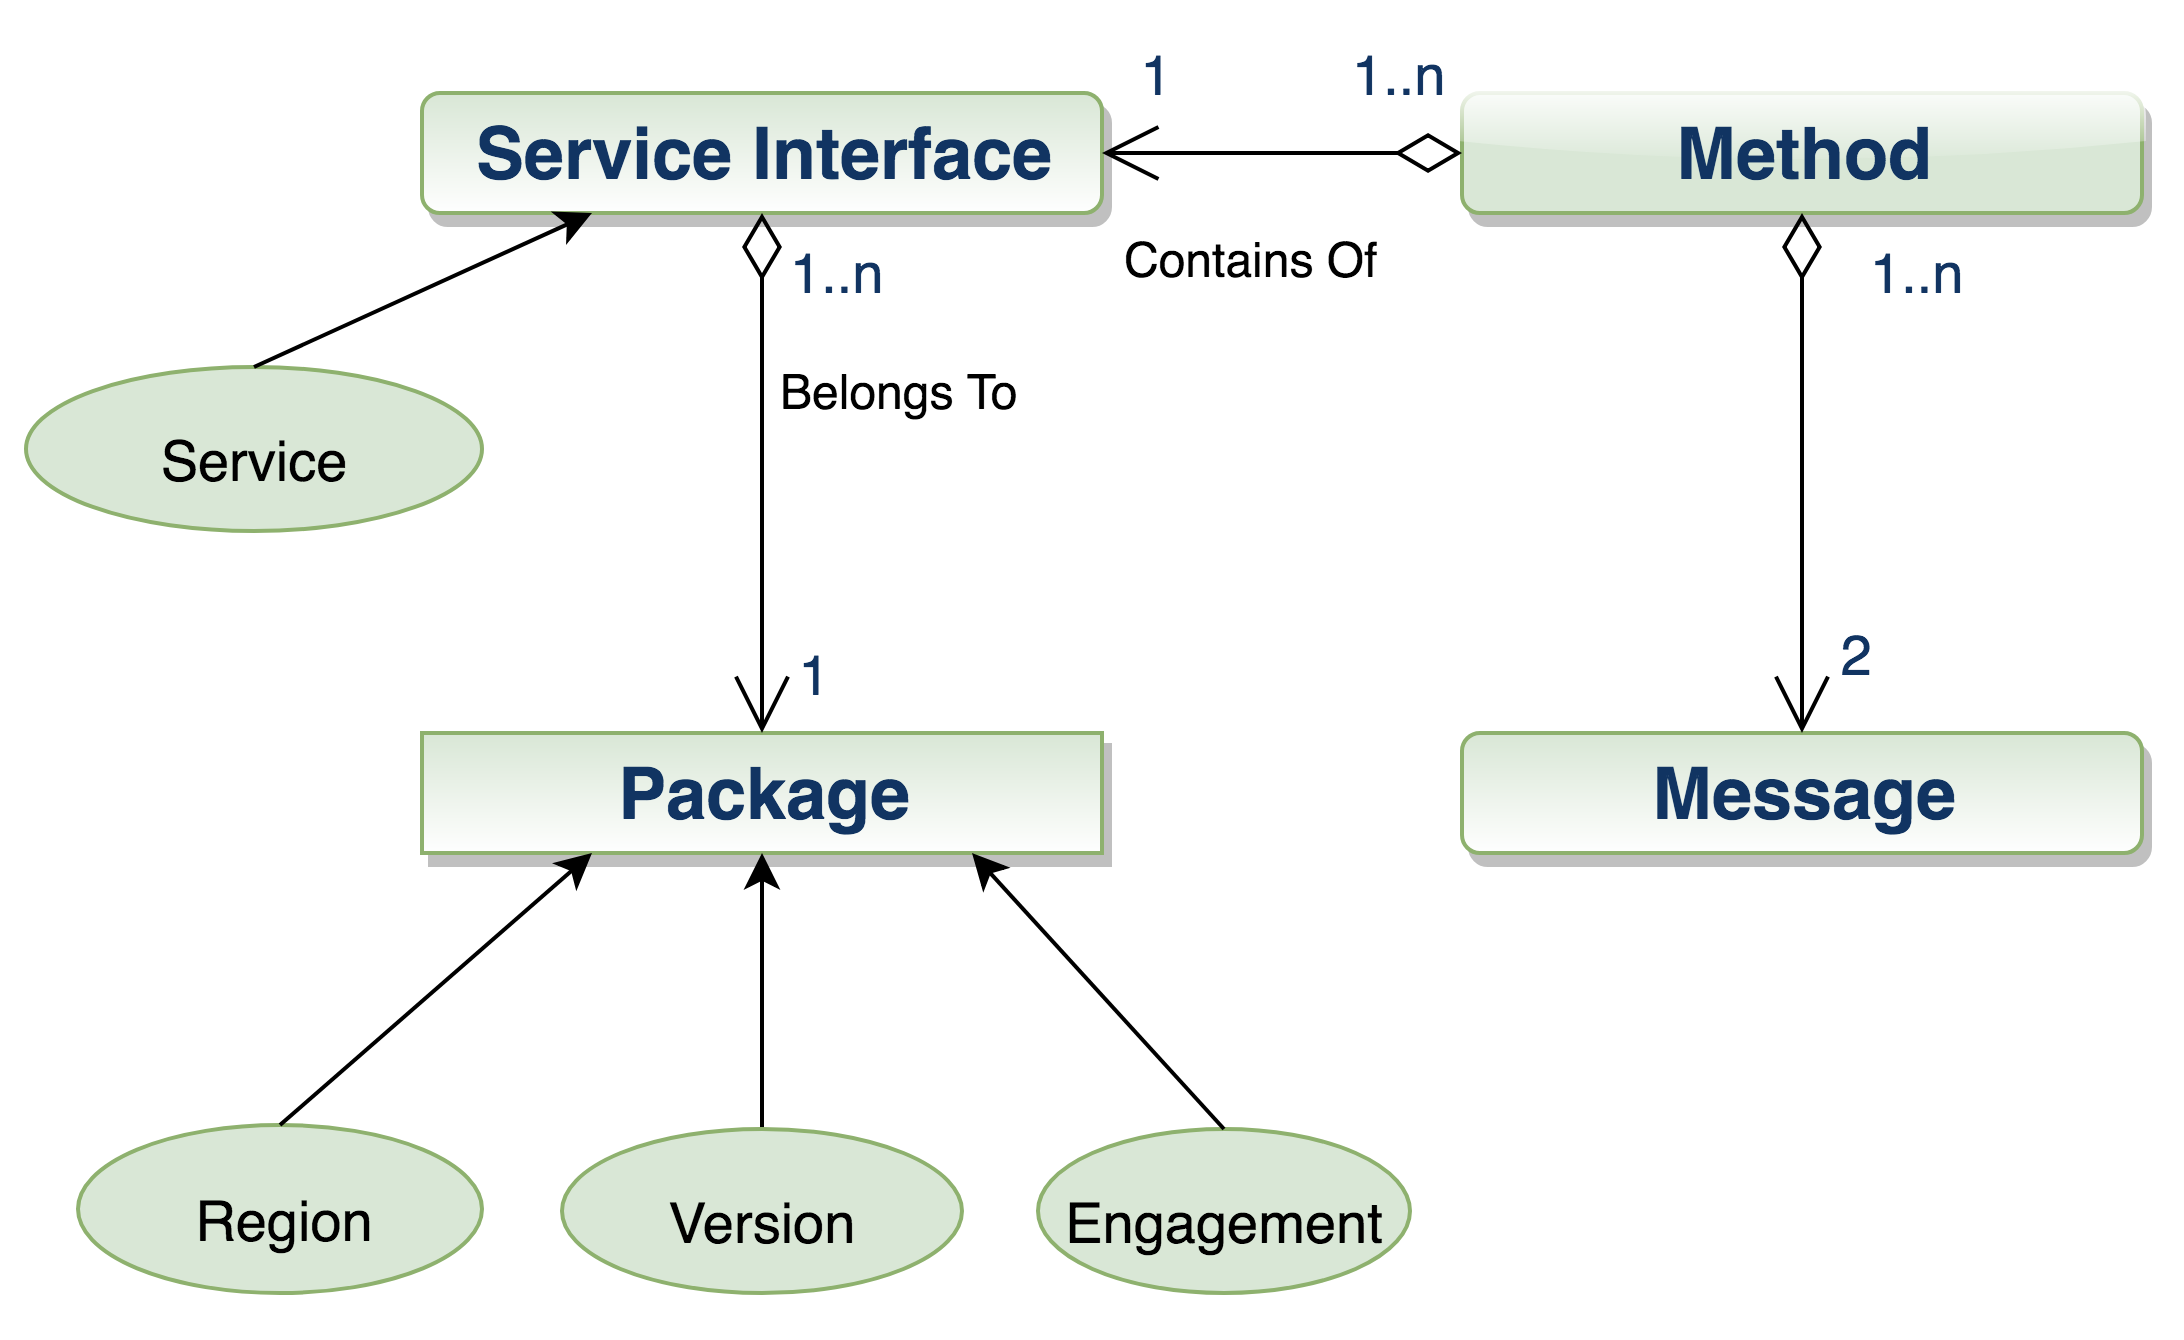 1
1..n
Service Interface
Method
Contains Of
1..n
1..n
Belongs To
Service
1
2
Package
Message
Region
Version
Engagement